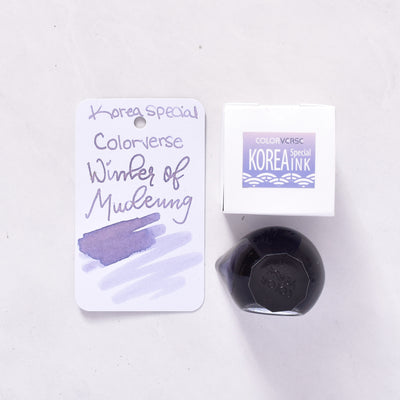 Korea Special
Colorverse
Winter of
Mudeung
COLORVERSE
KOREA Special
INK